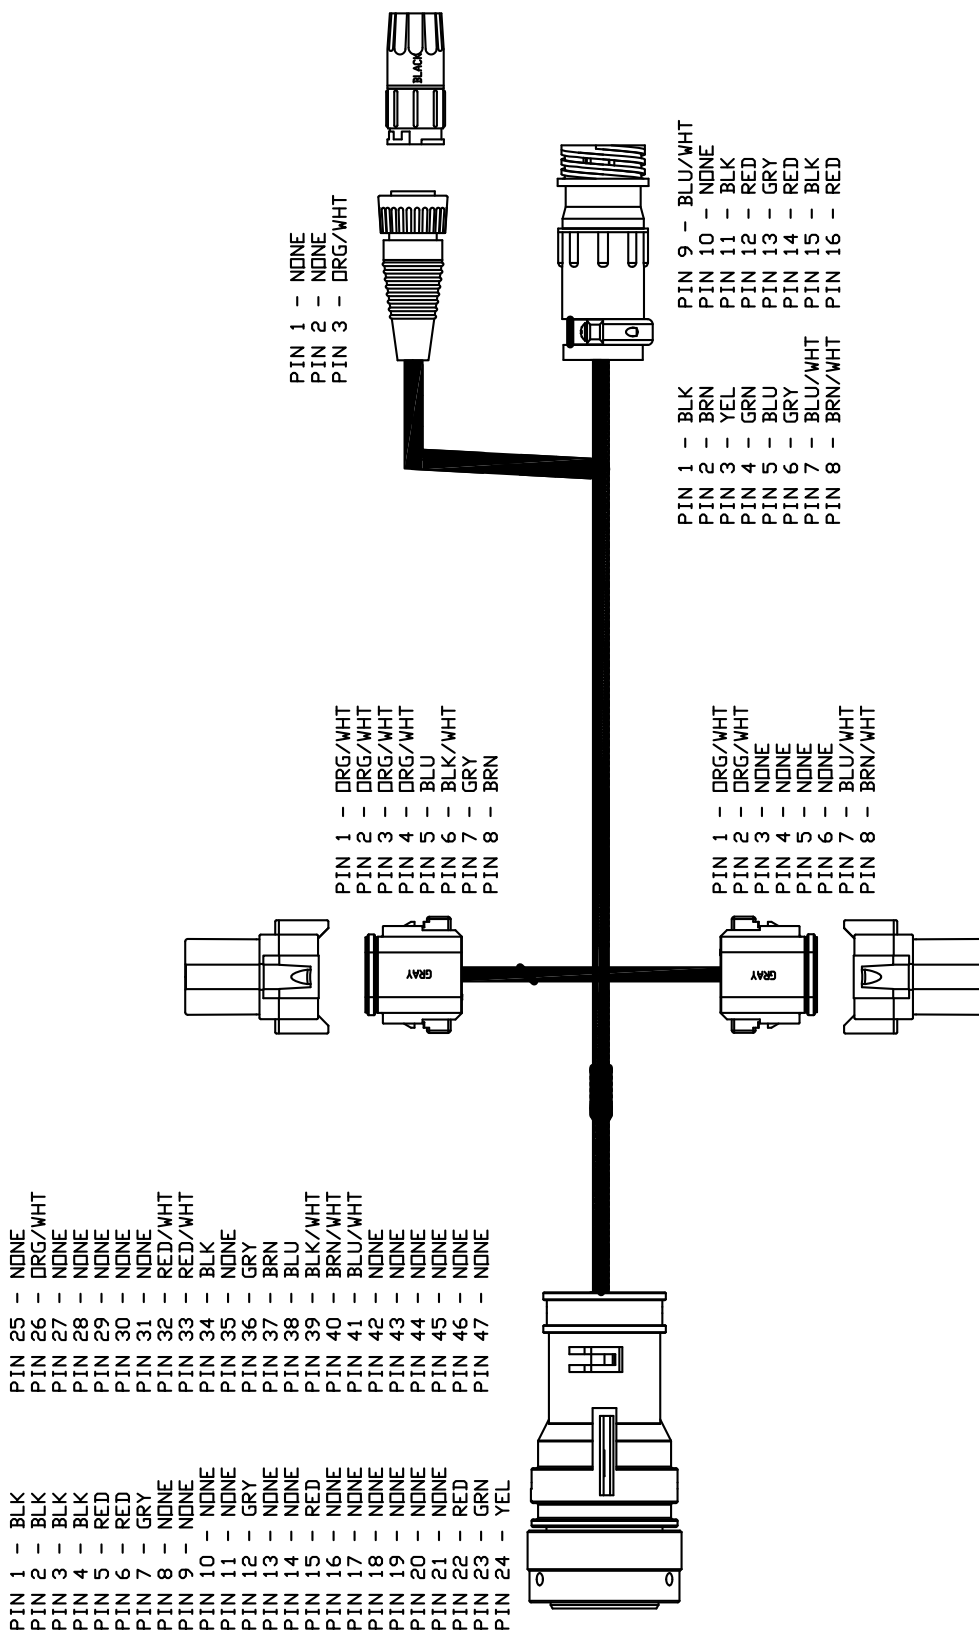 PIN 1 - BLK
PIN 2 - BLK
PIN 3 - BLK
PIN 4 - BLK
PIN 5 - RED
PIN 6 - RED
PIN 7 - GRY
PIN 8 - NONE
PIN 9 - NONE
PIN 10 - NONE
PIN 11 - NONE
PIN 12 - GRY
PIN 13 - NONE
PIN 14 - NONE
PIN 15 - RED
PIN 16 - NONE
PIN 17 - NONE
PIN 18 - NONE
PIN 19 - NONE
PIN 20 - NONE
PIN 21 - NONE
PIN 22 - RED
PIN 23 - GRN
PIN 24 - YEL
PIN 25 - NONE
PIN 26 - ORG/WHT
PIN 27 - NONE
PIN 28 - NONE
PIN 29 - NONE
PIN 30 - NONE
PIN 31 - NONE
PIN 32 - RED/WHT
PIN 33 - RED/WHT
PIN 34 - BLK
PIN 35 - NONE
PIN 36 - GRY
PIN 37 - BRN
PIN 38 - BLU
PIN 39 - BLK/WHT
PIN 40 - BRN/WHT
PIN 41 - BLU/WHT
PIN 42 - NONE
PIN 43 - NONE
PIN 44 - NONE
PIN 45 - NONE
PIN 46 - NONE
PIN 47 - NONE
GRAY
PIN 1 - ORG/WHT
PIN 2 - ORG/WHT
PIN 3 - ORG/WHT
PIN 4 - ORG/WHT
PIN 5 - BLU
PIN 6 - BLK/WHT
PIN 7 - GRY
PIN 8 - BRN
GRAY
PIN 1 - ORG/WHT
PIN 2 - ORG/WHT
PIN 3 - NONE
PIN 4 - NONE
PIN 5 - NONE
PIN 6 - NONE
PIN 7 - BLU/WHT
PIN 8 - BRN/WHT
PIN 1 - NONE
PIN 2 - NONE
PIN 3 - ORG/WHT
BLACK
PIN 1 - BLK
PIN 2 - BRN
PIN 3 - YEL
PIN 4 - GRN
PIN 5 - BLU
PIN 6 - GRY
PIN 7 - BLU/WHT
PIN 8 - BRN/WHT
PIN 9 - BLU/WHT
PIN 10 - NONE
PIN 11 - BLK
PIN 12 - RED
PIN 13 - GRY
PIN 14 - RED
PIN 15 - BLK
PIN 16 - RED